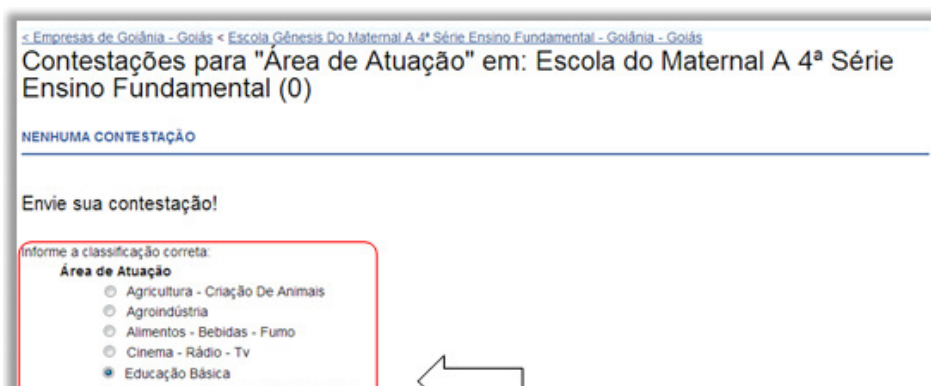 < Empresas de Goiânia - Goiás < Escola Gênesis Do Maternal A 4ª Série Ensino Fundamental - Goiânia - Goiás
Contestações para "Área de Atuação" em: Escola do Maternal A 4ª Série
Ensino Fundamental (0)
NENHUMA CONTESTAÇÃO
Envie sua contestação!
Informe a classificação correta:
Área de Atuação
Agricultura - Criação De Animais
Agroindústria
Alimentos - Bebidas - Fumo
Cinema - Rádio - Tv
Educação Básica